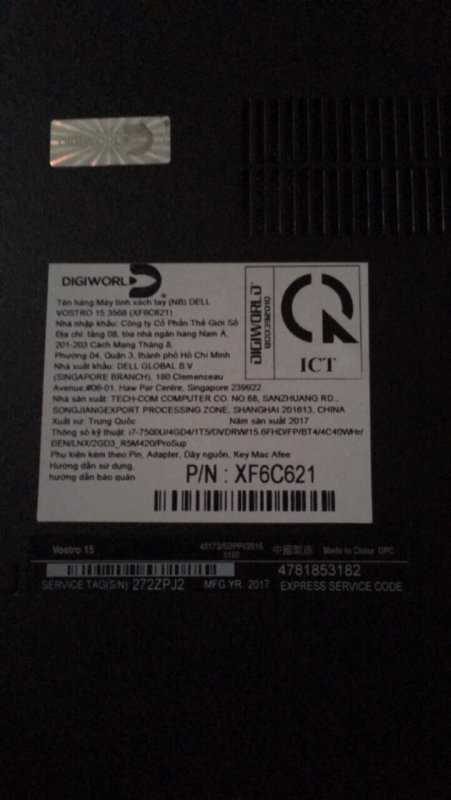 DIGIWORLD
DIGIWORLD
Tên hàng:Máy tính xách tay (NB) DELL
VOSTRO 15 3568 (XF6C621)
Nhà nhập khẩu: Công ty Cổ Phần Thế Giới Số
Địa chỉ: tầng 08, tòa nhà ngân hàng Nam Á,
201-203 Cách Mạng Tháng 8,
Phường 04, Quận 3, thành phố Hồ Chí Minh
Nhà xuất khẩu: DELL GLOBAL B.V
(SINGAPORE BRANCH), 180 Clemenceau
Avenue,#06-01, Haw Par Centre, Singapore 239922
Nhà sản xuất: TECH-COM COMPUTER CO. NO 68, SANZHUANG RD.,
SONGJIANGEXPORT PROCESSING ZONE, SHANGHAI 201613, CHINA
Xuất xứ: Trung Quốc Năm sản xuất 2017
Thông số kỹ thuật: i7-7500U/4GD4/1T5/DVDRW/15.6FHD/FP/BT4/4C40WHr/
ĐEN/LNX/2GD3_R5M420/ProSup
Phụ kiện kèm theo:Pin, Adapter, Dây nguồn, Key Mac Afee
Hướng dẫn sử dụng,
hướng dẫn bảo quản
P/N : XF6C621
DIGIWORLD
ICT
Vostro 15
中國製造 Made in China OPC
4781853182
SERVICE TAG(S/N) 272ZPJ2 MFG YR. 2017 EXPRESS SERVICE CODE